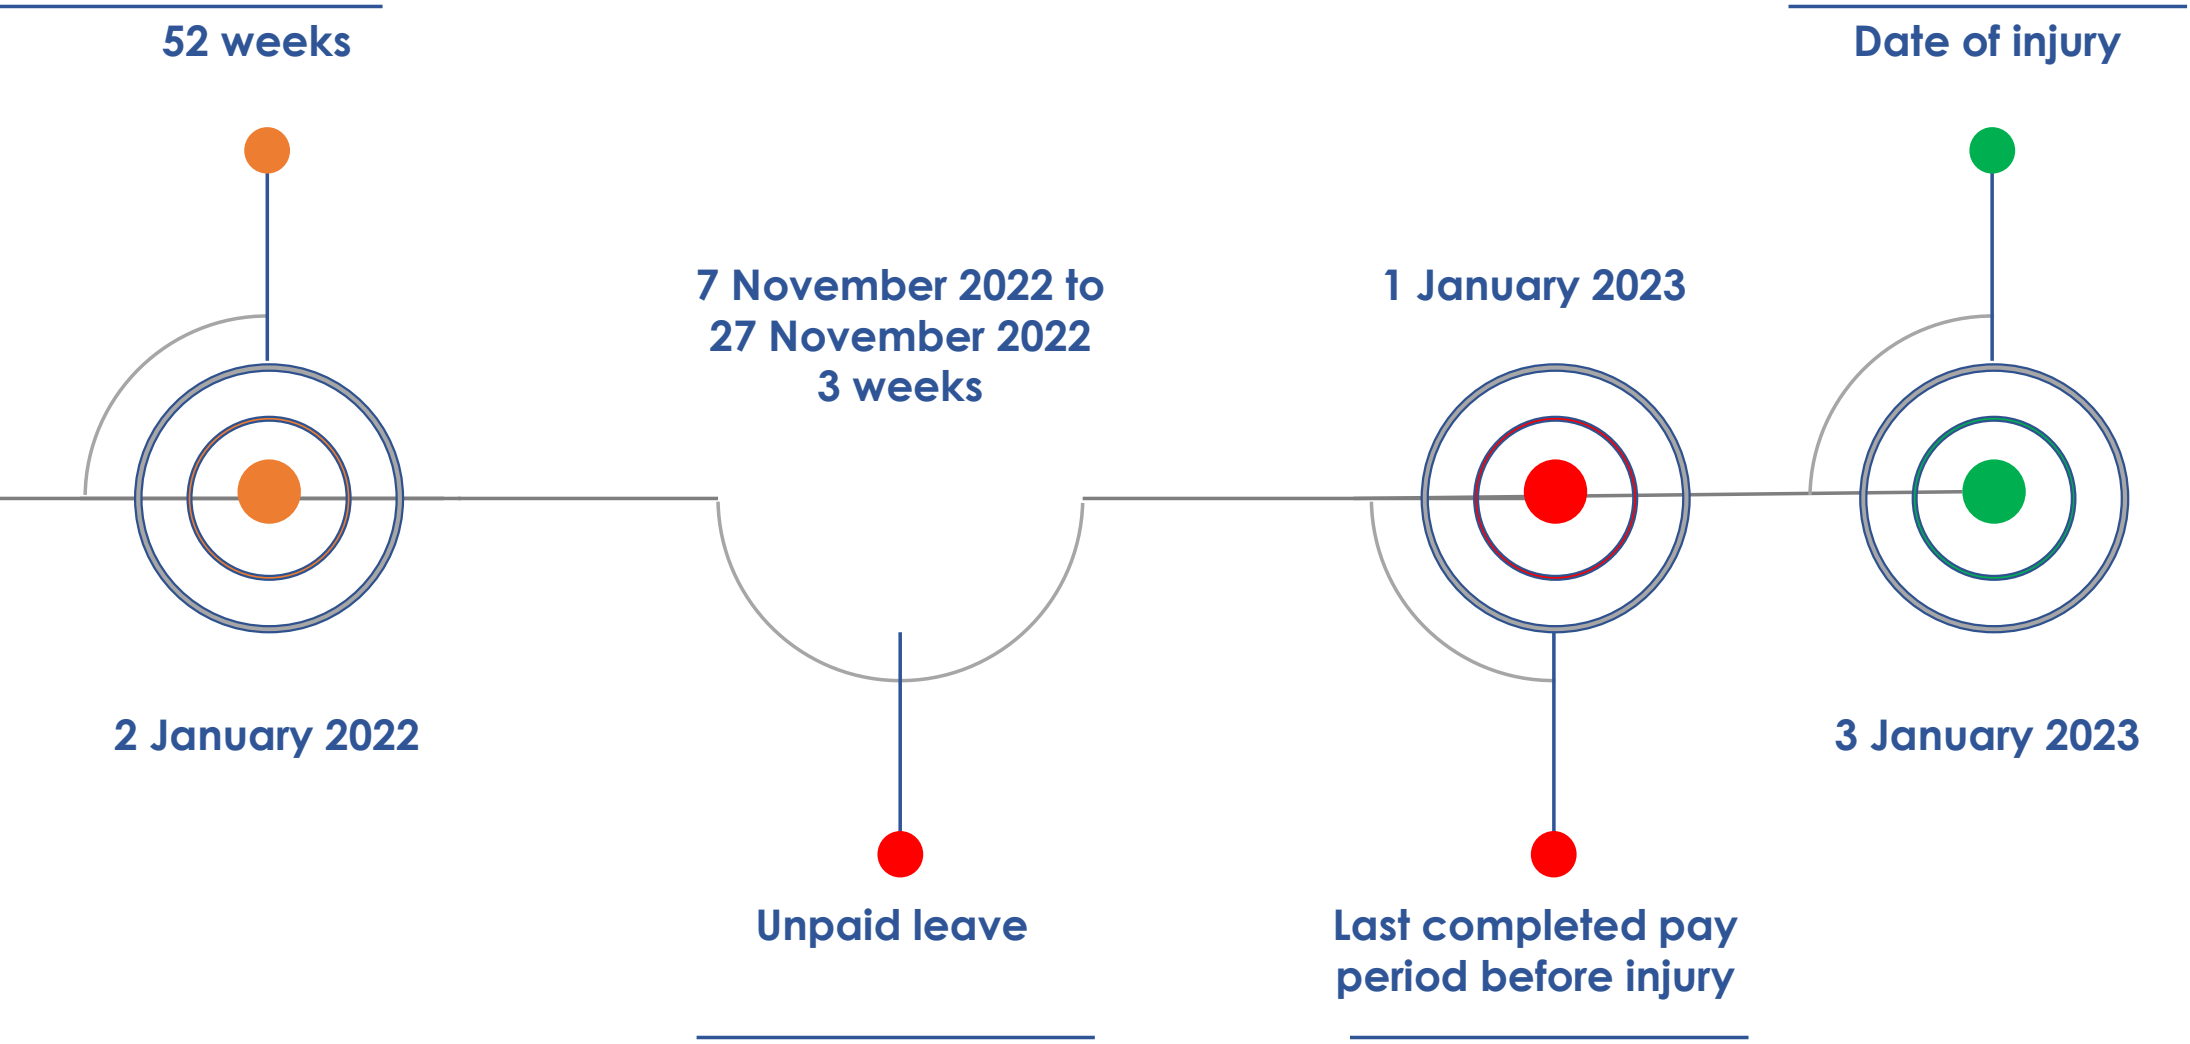 52 weeks
Date of injury
7 November 2022 to
27 November 2022
3 weeks
1 January 2023
2 January 2022
3 January 2023
Unpaid leave
Last completed pay
period before injury